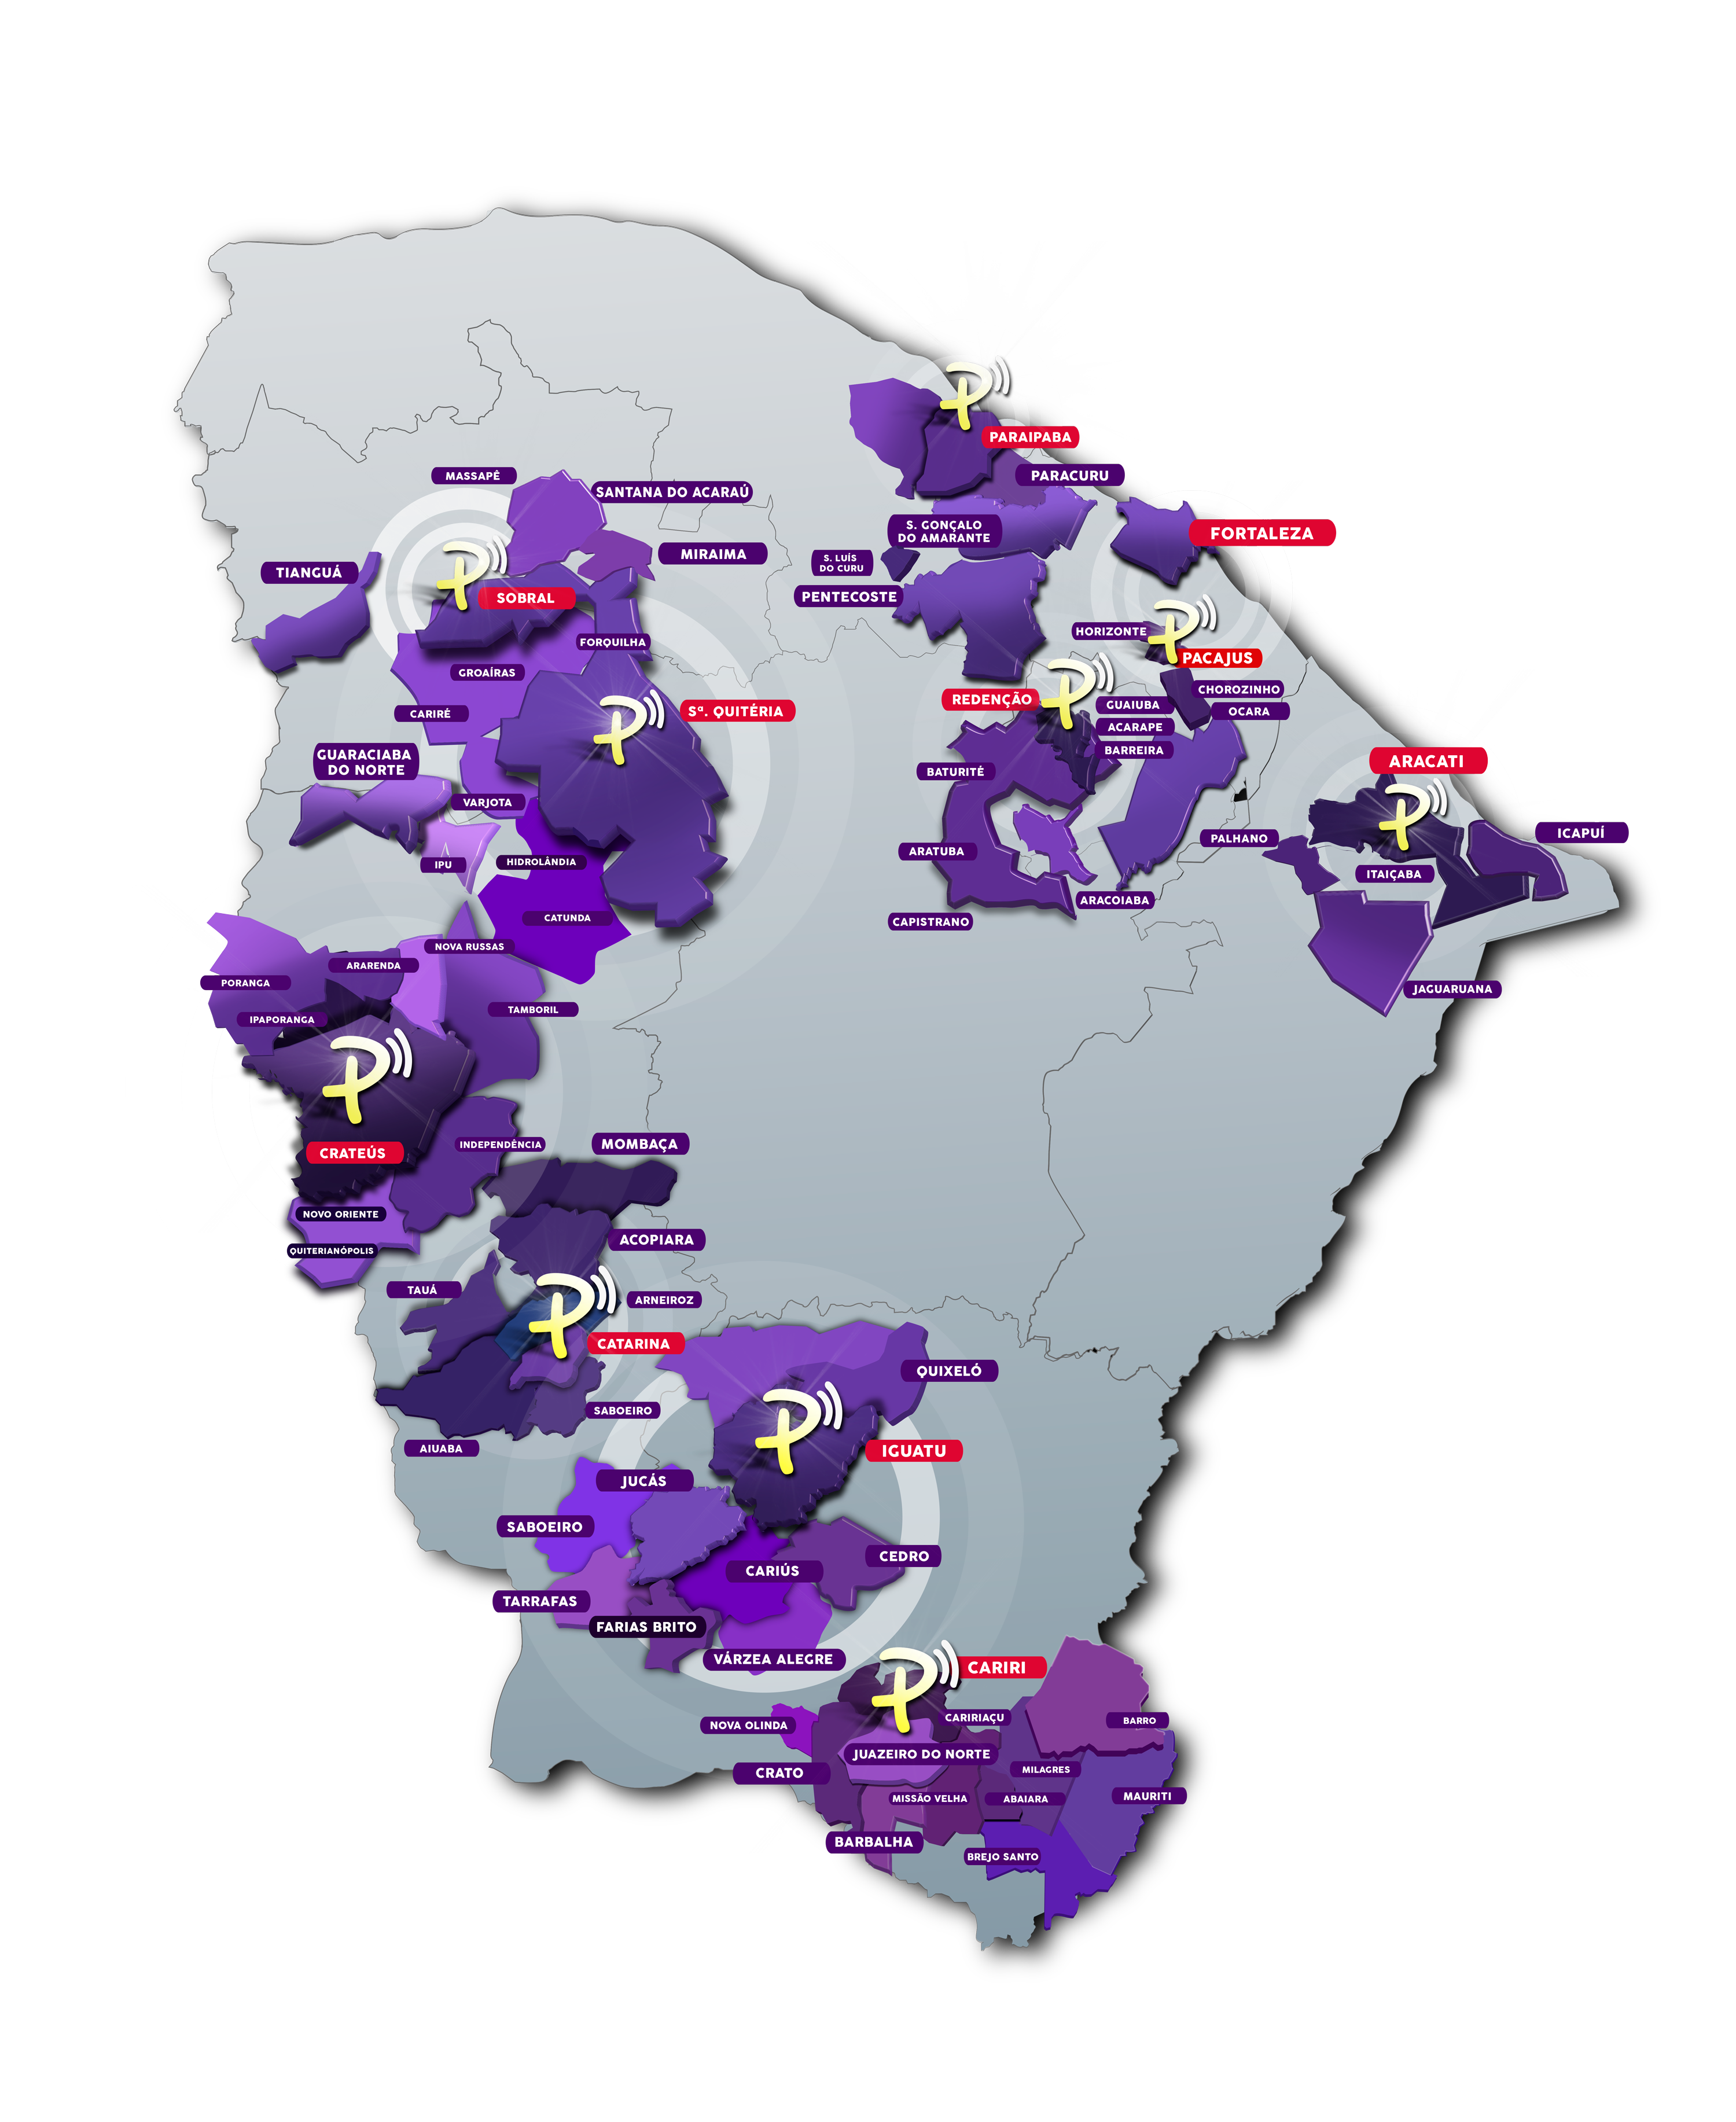 PARAIPABA
PARACURU
MASSAPÊ
SANTANA DO ACARAÚ
S. GONÇALO
DO AMARANTE
FORTALEZA
MIRAIMA
S. LUÍS
DO CURU
TIANGUÁ
PENTECOSTE
SOBRAL
HORIZONTE
FORQUILHA
PACAJUS
GROAÍRAS
CHOROZINHO
REDENÇÃO
GUAIUBA
OCARA
Sª. QUITÉRIA
CARIRÉ
ACARAPE
BARREIRA
GUARACIABA
DO NORTE
ARACATI
BATURITÉ
VARJOTA
ICAPUÍ
PALHANO
ARATUBA
HIDROLÂNDIA
IPU
ITAIÇABA
ARACOIABA
CATUNDA
CAPISTRANO
NOVA RUSSAS
ARARENDA
PORANGA
JAGUARUANA
TAMBORIL
IPAPORANGA
CRATEÚS
INDEPENDÊNCIA
MOMBAÇA
NOVO ORIENTE
ACOPIARA
QUITERIANÓPOLIS
TAUÁ
ARNEIROZ
CATARINA
QUIXELÓ
SABOEIRO
AIUABA
IGUATU
JUCÁS
SABOEIRO
CEDRO
CARIÚS
TARRAFAS
FARIAS BRITO
VÁRZEA ALEGRE
CARIRI
CARIRIAÇU
BARRO
NOVA OLINDA
JUAZEIRO DO NORTE
MILAGRES
CRATO
MAURITI
MISSÃO VELHA
ABAIARA
BARBALHA
BREJO SANTO